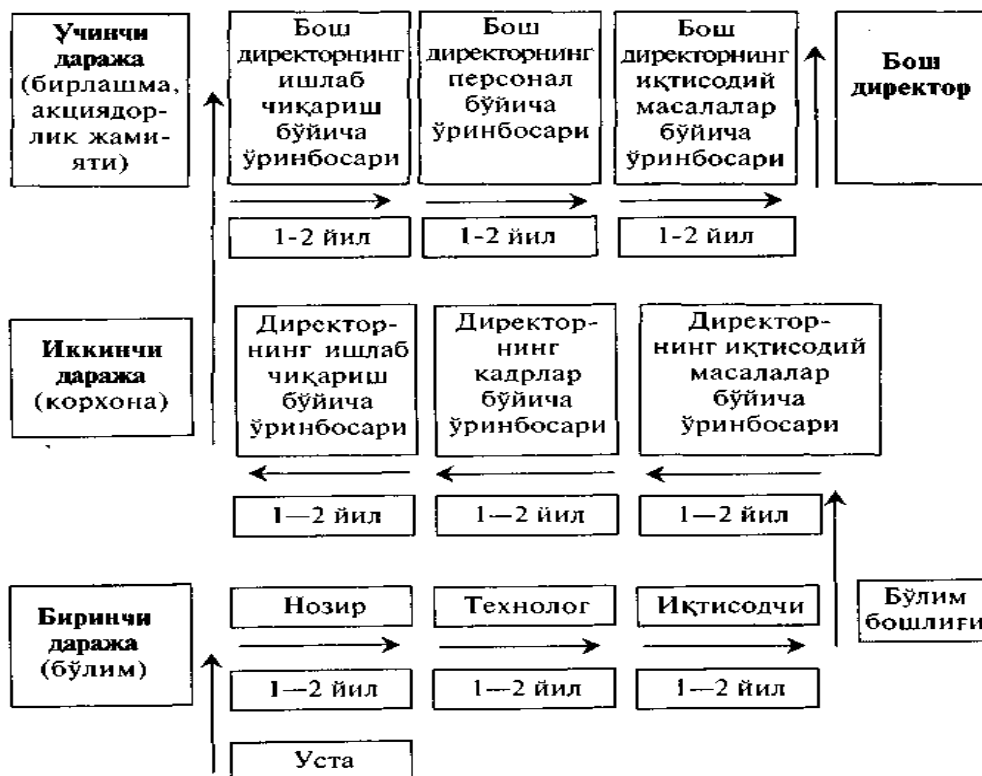 Учинчи
даража
(бирлашма,
акциядор-
лик жами-
яти)
Бош
директорнинг
ишлаб
чиқариш
бўйича
ўринбосари
Бош
директорнинг
персонал
бўйича
ўринбосари
Бош
директорнинг
иқтисодий
масалалар
бўйича
ўринбосари
Бош
директор
1-2 йил
1-2 йил
1-2 йил
Иккинчи
даража
(корхона)
Директор-
нинг ишлаб
чиқариш
бўйича
ўринбосари
Директор-
нинг
кадрлар
бўйича
ўринбосари
Директор-
нинг иқтисодий
масалалар
бўйича
ўринбосари
1—2 йил
1—2 йил
1—2 йил
Биринчи
даража
(бўлим)
Нозир
Технолог
Иқтисодчи
Бўлим
бошлиғи
1—2 йил
1—2 йил
1—2 йил
Уста